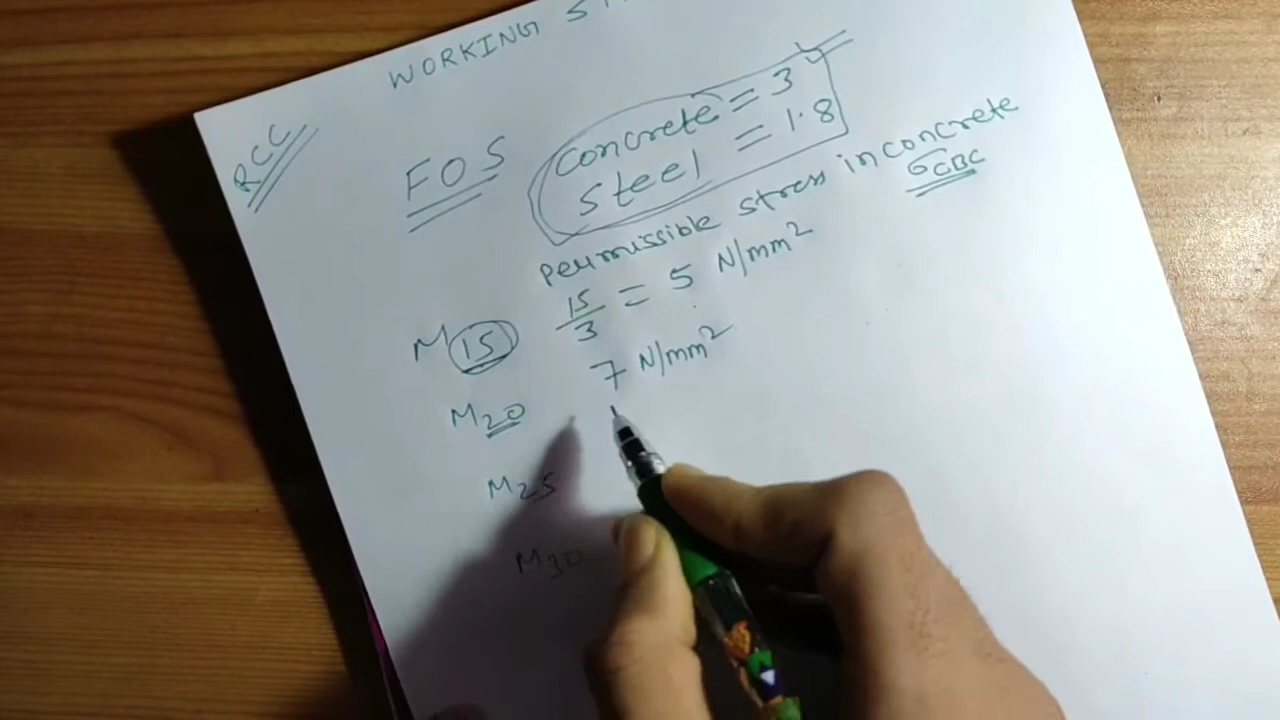 WORKING
RCC
FOS
Concrete = 3
Steel = 1.8
Permissible stress in concrete
σCBC
M15 15/3 = 5 N/mm²
M20 7 N/mm²
M25
M30